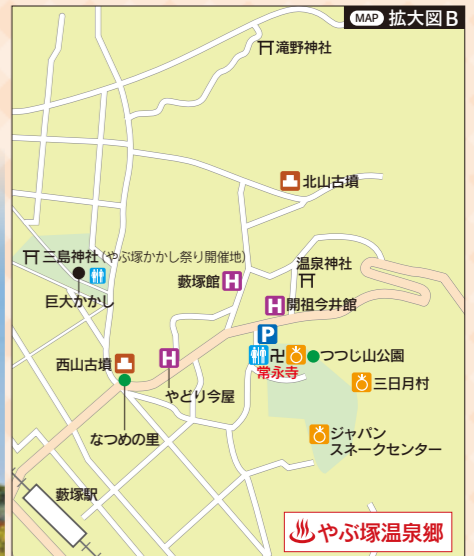 MAP 拡大図B
滝野神社
北山古墳
三島神社(やぶ塚かかし祭り開催地)
温泉神社
藪塚館 H
巨大かかし
H 開祖今井館
P
西山古墳
H
卍
つつじ山公園
常永寺
三日月村
やどり今屋
なつめの里
ジャパン
スネークセンター
藪塚駅
やぶ塚温泉郷